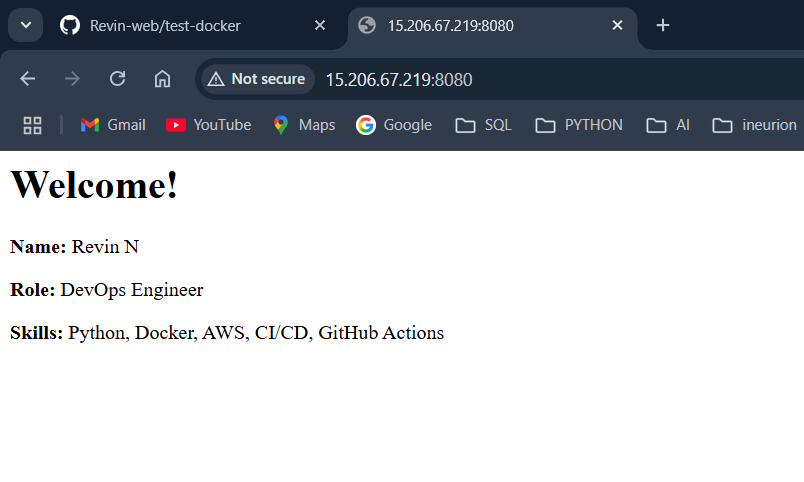 Revin-web/test-docker
15.206.67.219:8080
Not secure 15.206.67.219:8080
Gmail YouTube Maps Google SQL PYTHON AI ineurion
Welcome!
Name: Revin N
Role: DevOps Engineer
Skills: Python, Docker, AWS, CI/CD, GitHub Actions